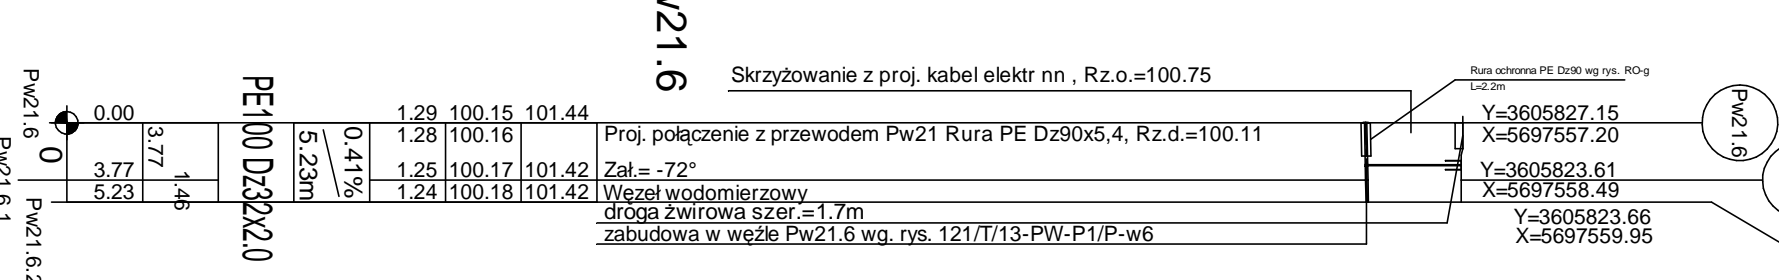 w21.6
Skrzyżowanie z proj. kabel elektr nn , Rz.o.=100.75
Rura ochronna PE Dz90 wg rys. RO-g
L=2.2m
Pw21.6
0.00
1.29 100.15 101.44
Y=3605827.15
Pw21.6
0
3.77
PE100 Dz32x2.0
5.23m
0.41%
1.28 100.16
Proj. połączenie z przewodem Pw21 Rura PE Dz90x5,4, Rz.d.=100.11
X=5697557.20
3.77
1.46
1.25 100.17 101.42 Zał.= -72°
Y=3605823.61
Pw21.6.1
5.23
1.24 100.18 101.42 Węzeł wodomierzowy
X=5697558.49
Pw21.6.2
droga żwirowa szer.=1.7m
Y=3605823.66
zabudowa w węźle Pw21.6 wg. rys. 121/T/13-PW-P1/P-w6
X=5697559.95